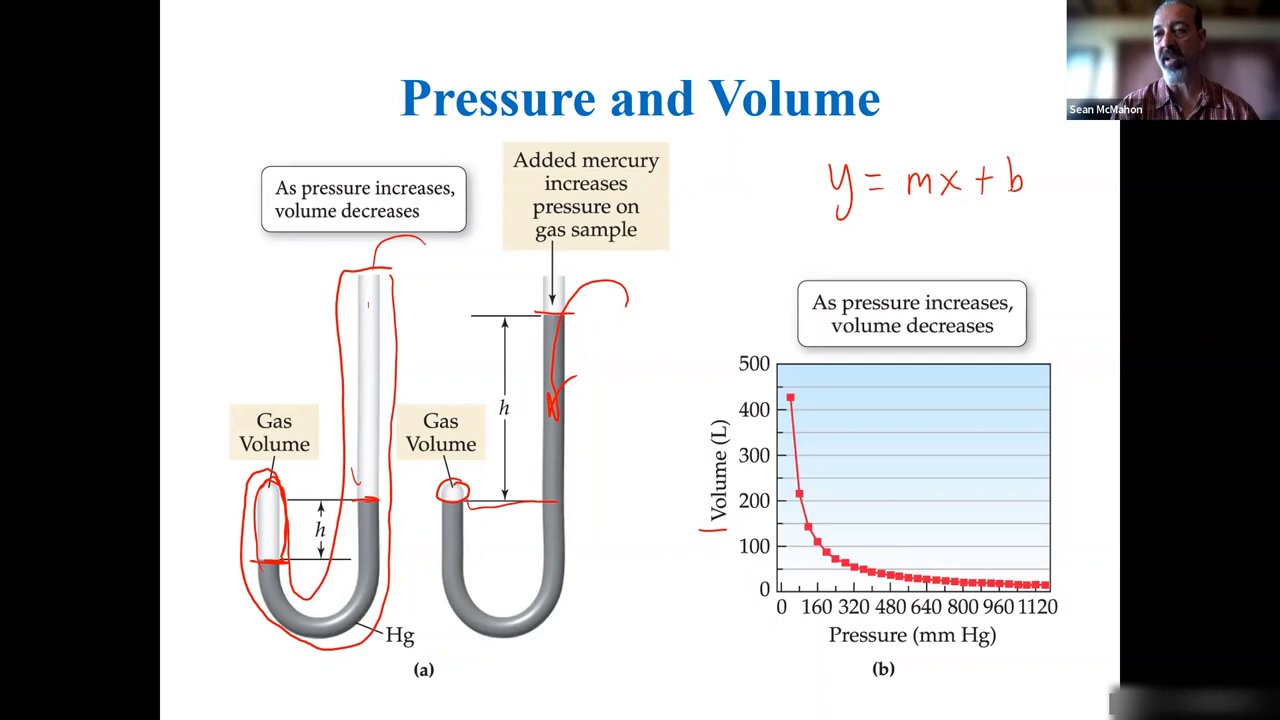 Pressure and Volume
Sean McMahon
As pressure increases,
volume decreases
Added mercury
increases
pressure on
gas sample
y = mx + b
Gas
Volume
h
Hg
Gas
Volume
h
(a)
As pressure increases,
volume decreases
Volume (L)
500
400
300
200
100
0
0 160 320 480 640 800 960 1120
Pressure (mm Hg)
(b)